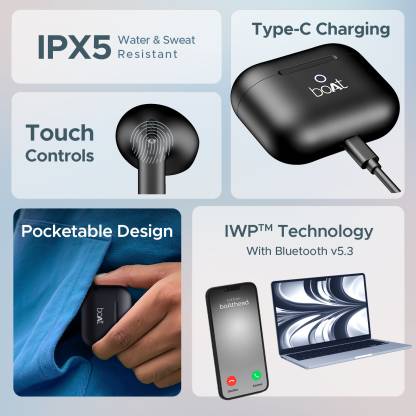 IPX5 Water & Sweat
Resistant
Type-C Charging
boAt
Touch
Controls
Pocketable Design
boAt
IWP™ Technology
With Bluetooth v5.3
boAthead